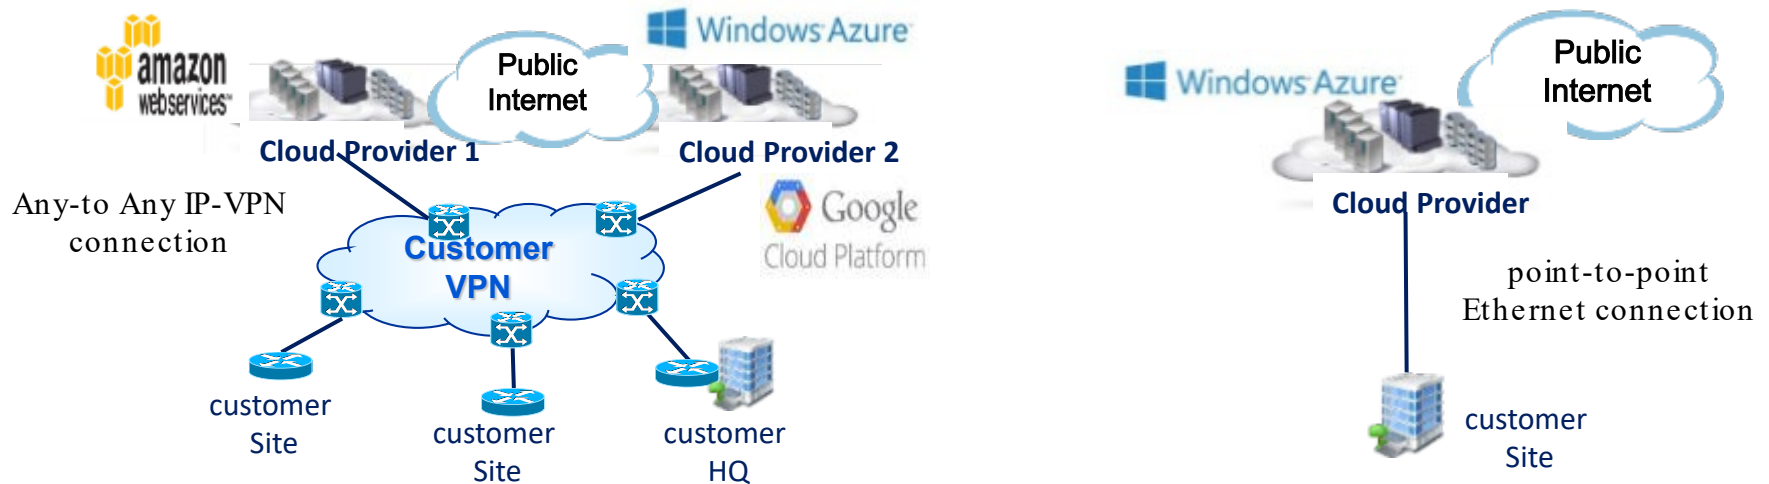 amazon
webservices™
Public
Internet
Windows Azure
Cloud Provider 1
Cloud Provider 2
Any-to Any IP-VPN
connection
Google
Cloud Platform
Customer
VPN
customer
Site
customer
Site
customer
HQ
Windows Azure
Public
Internet
Cloud Provider
point-to-point
Ethernet connection
customer
Site